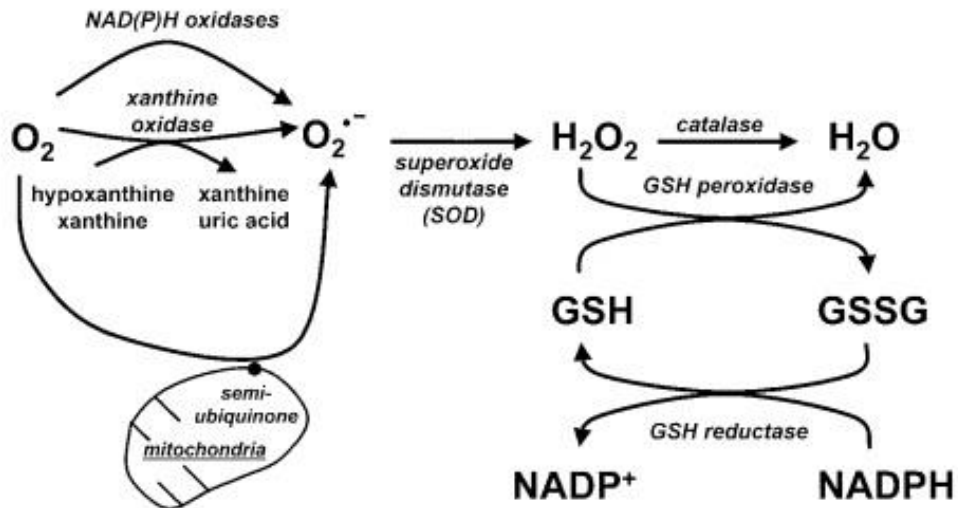 NAD(P)H oxidases
xanthine
oxidase
O₂
O₂•−
H₂O₂
catalase
H₂O
superoxide
dismutase
(SOD)
GSH peroxidase
hypoxanthine
xanthine
xanthine
uric acid
GSH
GSSG
semi-
ubiquinone
mitochondria
GSH reductase
NADP⁺
NADPH